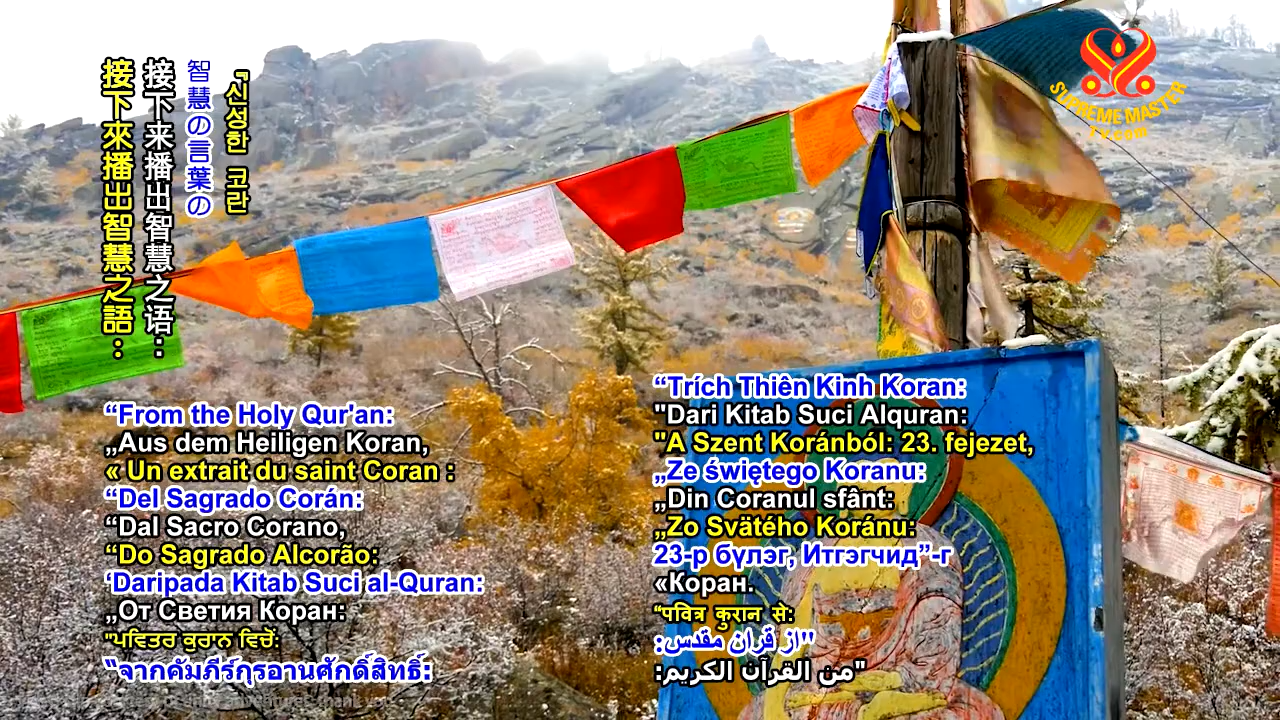 接下來播出智慧之語：
接下来播出智慧之语：
智慧の言葉の
『신성한 코란
SUPREME MASTER
TV.com
“From the Holy Qur'an:
„Aus dem Heiligen Koran,
« Un extrait du saint Coran :
“Del Sagrado Corán:
“Dal Sacro Corano,
“Do Sagrado Alcorão:
‘Daripada Kitab Suci al-Quran:
„От Светия Коран:
"ਪਵਿਤਰ ਕੁਰਾਨ ਵਿਚੋਂ:
“จากคัมภีร์กุรอานศักดิ์สิทธิ์:
“Trích Thiên Kinh Koran:
"Dari Kitab Suci Alquran:
"A Szent Koránból: 23. fejezet,
„Ze świętego Koranu:
„Din Coranul sfânt:
“Zo Svätého Koránu:
23-р бүлэг, Итгэгчид”-г
«Коран.
“पवित्र कुरान से:
"از قرآن مقدس:
"من القرآن الكريم: